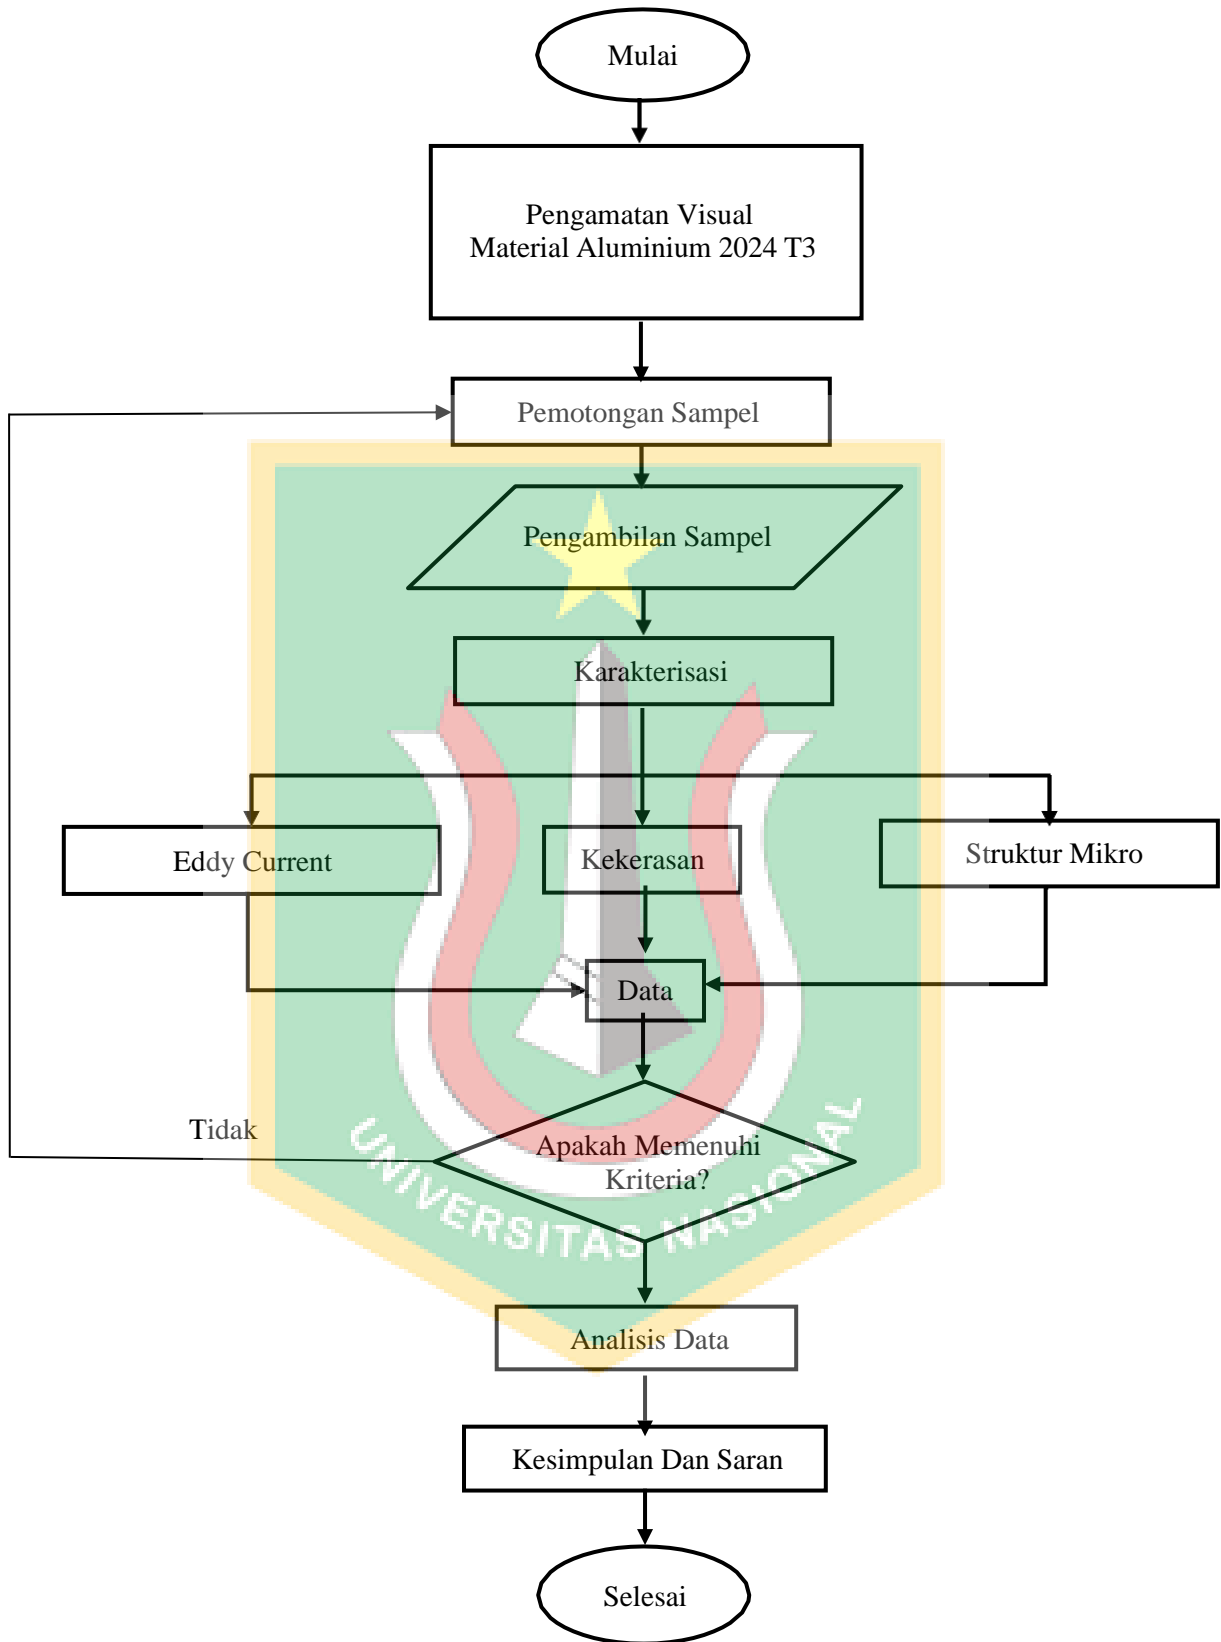 Mulai
Pengamatan Visual
Material Aluminium 2024 T3
Pemotongan Sampel
Pengambilan Sampel
Karakterisasi
Eddy Current
Kekerasan
Struktur Mikro
Data
Tidak
Apakah Memenuhi
Kriteria?
UNIVERSITAS NASIONAL
Analisis Data
Kesimpulan Dan Saran
Selesai